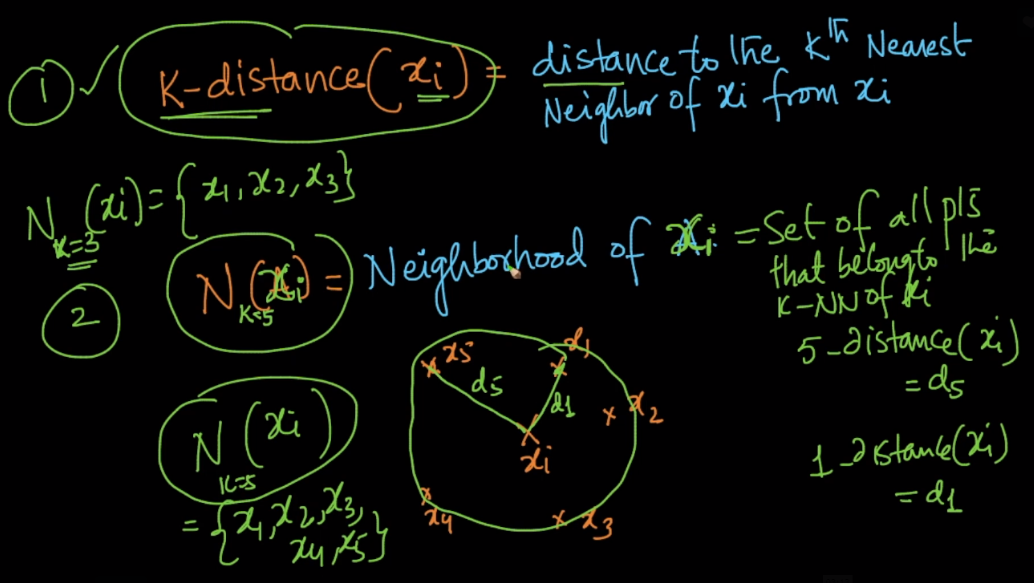 1 ✓ K-distance(xi) = distance to the Kth Nearest
Neighbor of xi from xi
N K=3 (xi) = {x1, x2, x3}
2 N K=5 (xi) = Neighborhood of xi = Set of all pts
that belong to the
K-NN of xi
5-distance(xi)
= d5
1-distance(xi)
= d1
N K=5 (xi)
= {x1, x2, x3,
x4, x5}
x5
x1
d5
d1
x2
xi
x4
x3